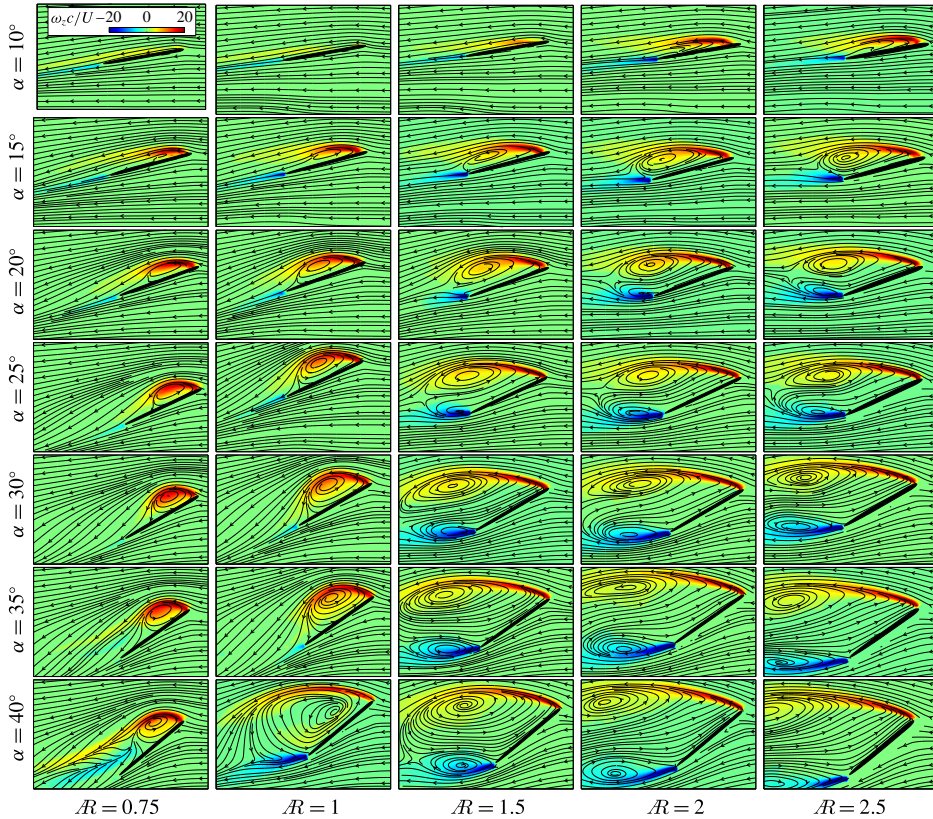 ω_z c/U −20 0 20
α = 10°
α = 15°
α = 20°
α = 25°
α = 30°
α = 35°
α = 40°
Æ = 0.75 Æ = 1 Æ = 1.5 Æ = 2 Æ = 2.5